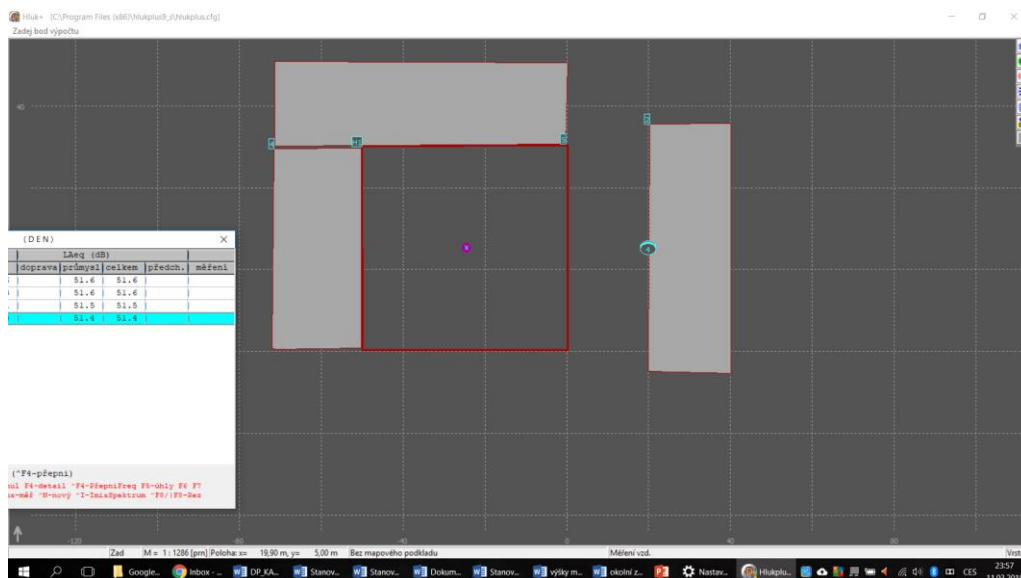 Hluk+ [C:\Program Files (x86)\hlukplus9_s\hlukplus.cfg]
Zadej bod výpočtu
40
(DEN)
LAeq (dB)
doprava průmysl celkem předch. měření
51.6 51.6
51.6 51.6
51.5 51.5
51.4 51.4
4
-120 -80 -40 0 40 80
(^F4-přepni)
F4-detail ^F4-PřepniFreq F5-úhly F6 F7
^N-nový ^I-ImisSpektrum
Zad M = 1:1286 [prn] Poloha: x= 19,90 m, y= 5,00 m Bez mapového podkladu Měření vzd. Vrst
Google... Inbox - ... DP_KA... Stanov... Stanov... Dokum... Stanov... výšky m... okolní z... Nastav... Hlukplu... CES 23:57